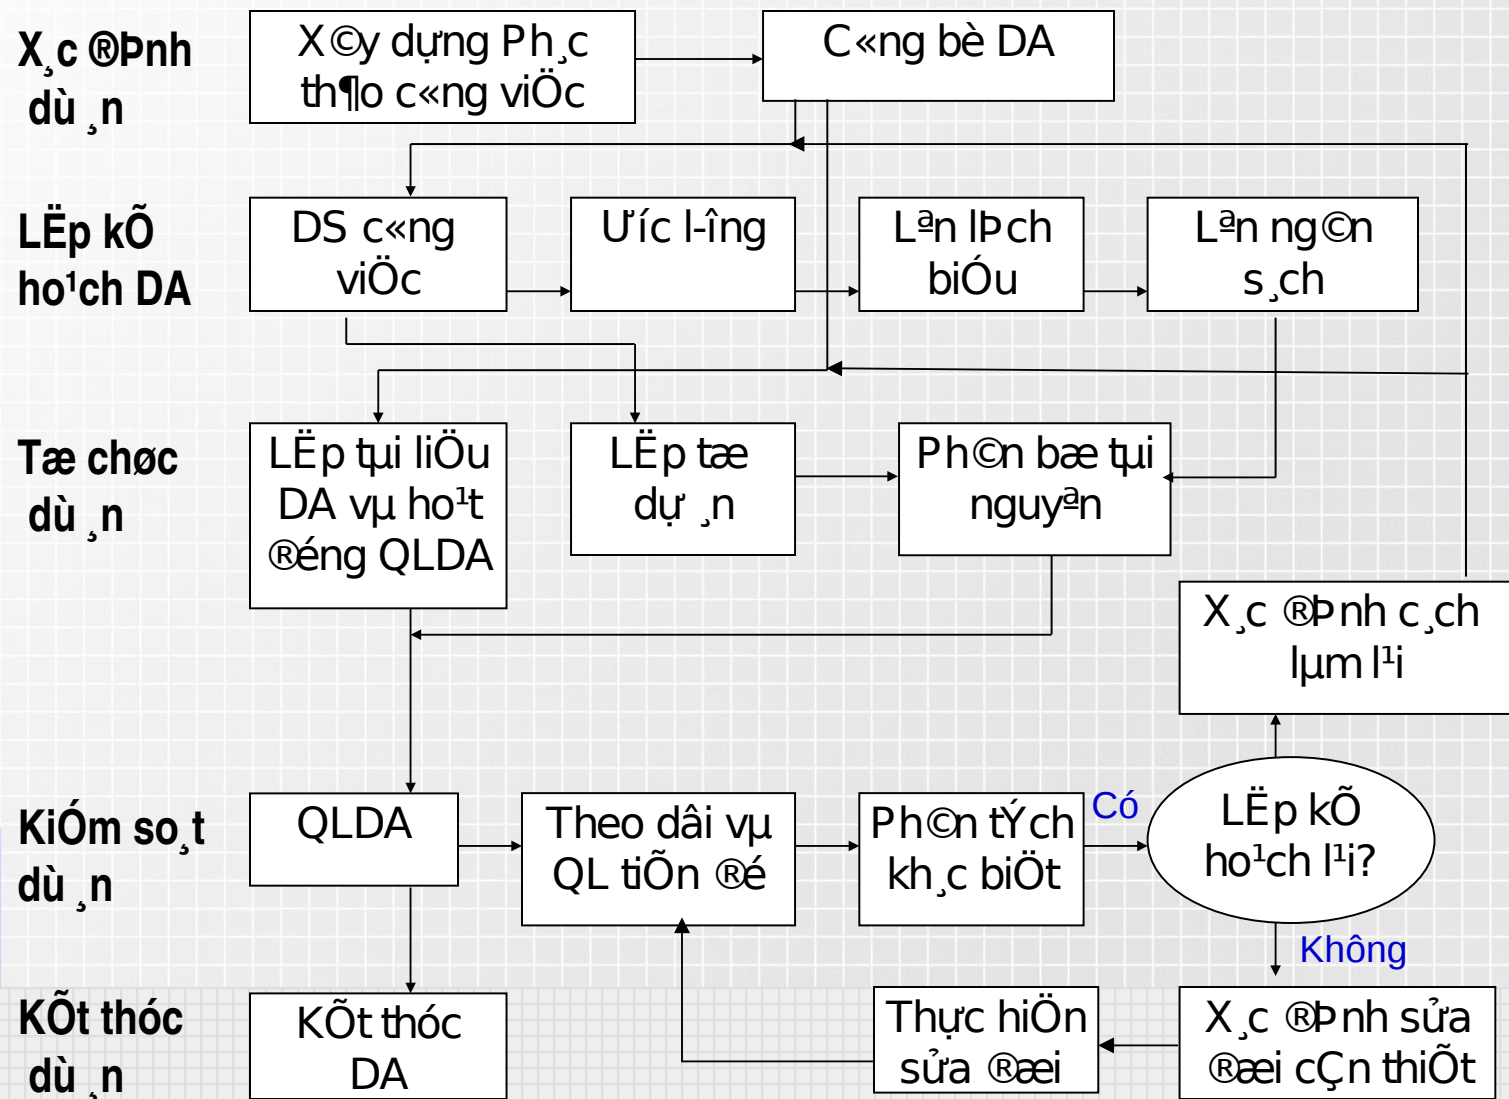 X¸c ®Þnh
dù ¸n
X©y dựng Ph¸c
th¶o c«ng viÖc
C«ng bè DA
LËp kÕ
ho¹ch DA
DS c«ng
viÖc
Ưíc l-îng
Lªn lÞch
biÓu
Lªn ng©n
s¸ch
Tæ chøc
dù ¸n
LËp tµi liÖu
DA vµ ho¹t
®éng QLDA
LËp tæ
dự ¸n
Ph©n bæ tµi
nguyªn
X¸c ®Þnh c¸ch
lµm l¹i
KiÓm so¸t
dù ¸n
QLDA
Theo dâi vµ
QL tiÕn ®é
Ph©n tÝch
kh¸c biÖt
Có
LËp kÕ
ho¹ch l¹i?
Không
KÕt thóc
dù ¸n
KÕt thóc
DA
Thực hiÖn
sửa ®æi
X¸c ®Þnh sửa
®æi cÇn thiÕt